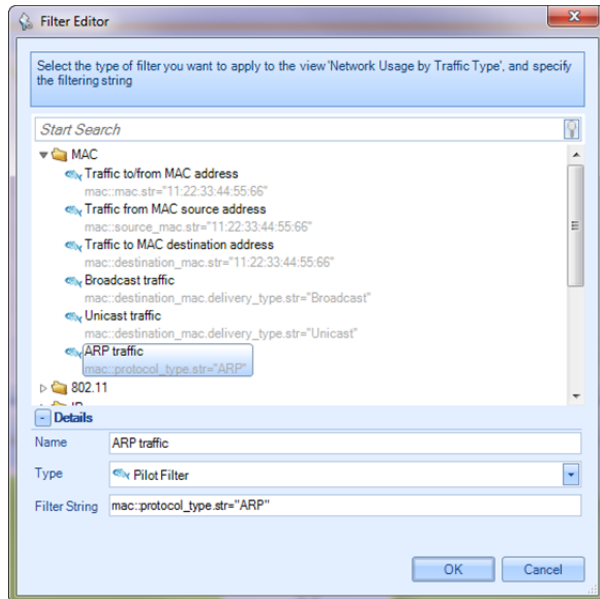 Filter Editor
Select the type of filter you want to apply to the view 'Network Usage by Traffic Type', and specify
the filtering string
Start Search
MAC
Traffic to/from MAC address
mac::mac.str="11:22:33:44:55:66"
Traffic from MAC source address
mac::source_mac.str="11:22:33:44:55:66"
Traffic to MAC destination address
mac::destination_mac.str="11:22:33:44:55:66"
Broadcast traffic
mac::destination_mac.delivery_type.str="Broadcast"
Unicast traffic
mac::destination_mac.delivery_type.str="Unicast"
ARP traffic
mac::protocol_type.str="ARP"
802.11
Details
Name ARP traffic
Type Pilot Filter
Filter String mac::protocol_type.str="ARP"
OK Cancel